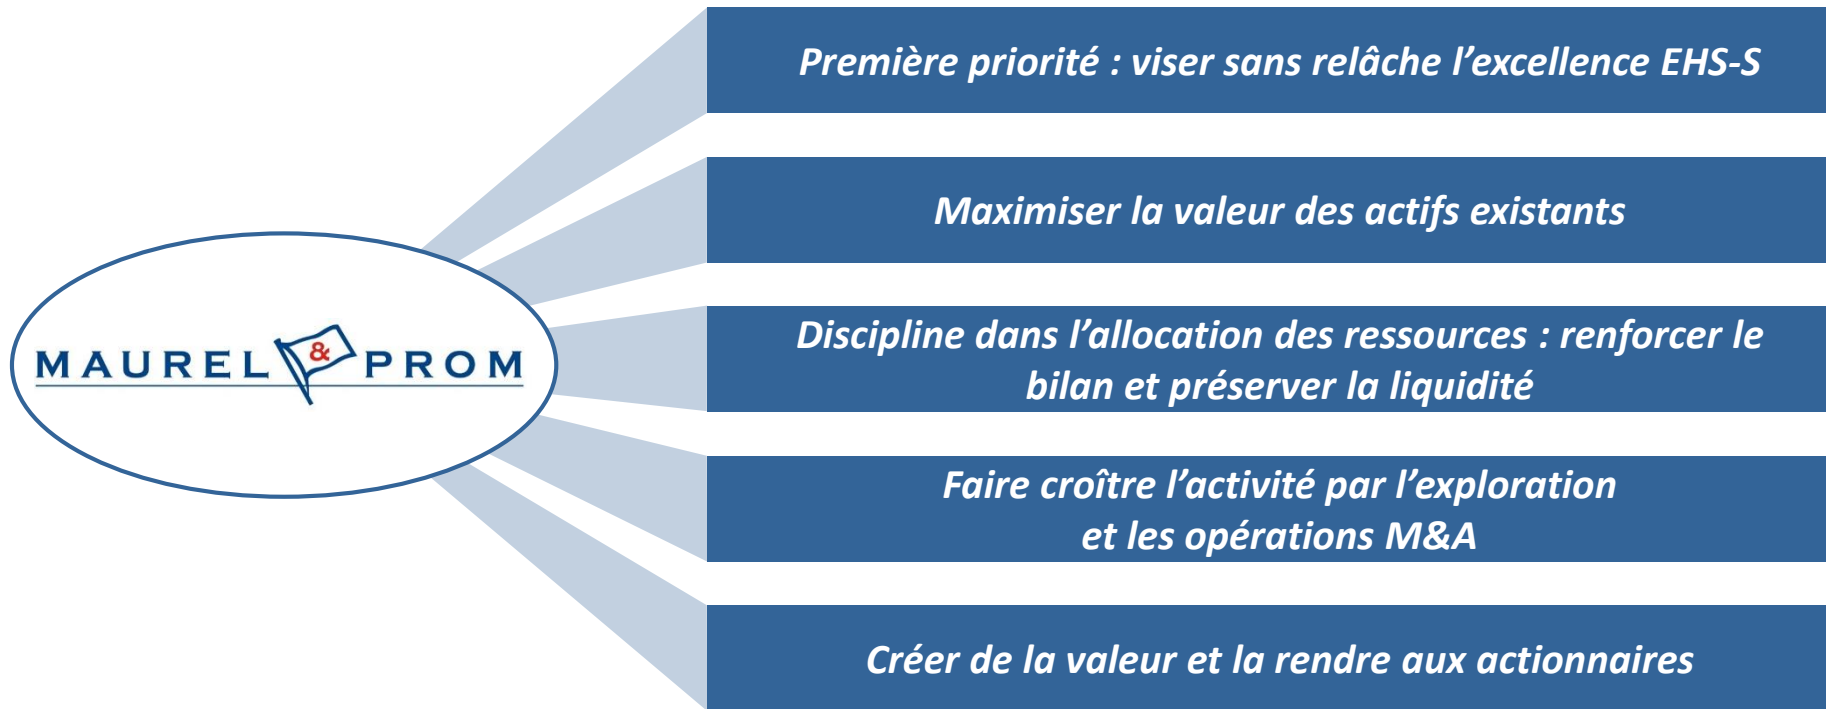 Première priorité : viser sans relâche l’excellence EHS-S
Maximiser la valeur des actifs existants
MAUREL & PROM
Discipline dans l’allocation des ressources : renforcer le
bilan et préserver la liquidité
Faire croître l’activité par l’exploration
et les opérations M&A
Créer de la valeur et la rendre aux actionnaires